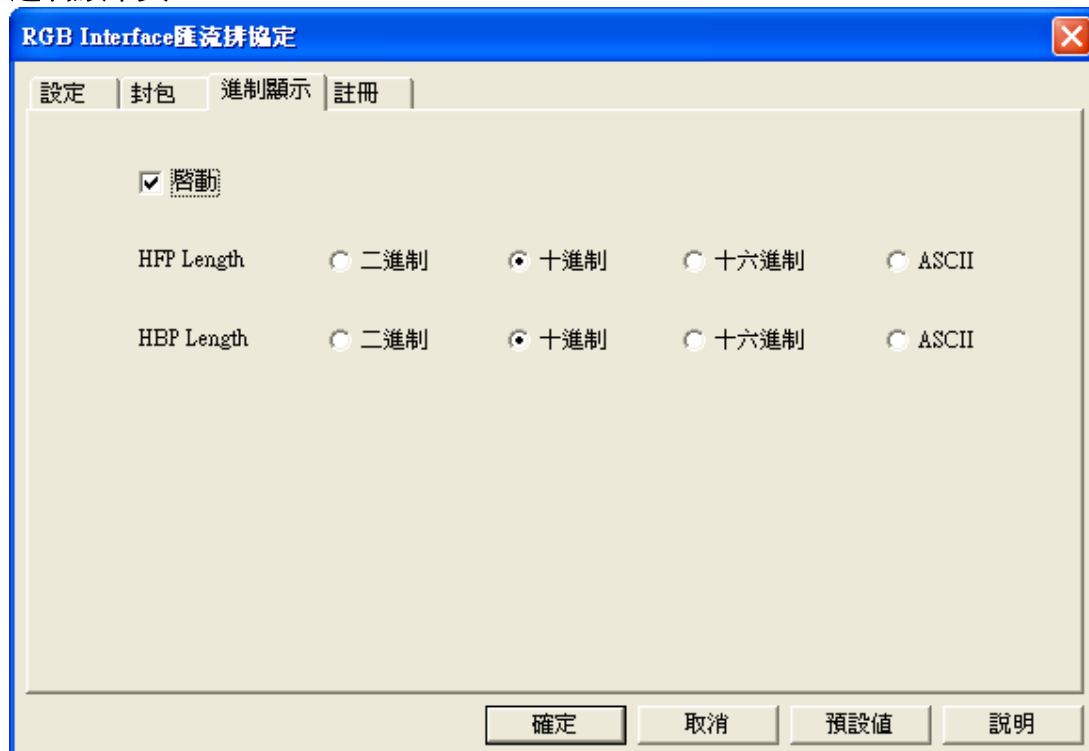 RGB Interface匯流排協定
設定 封包 進制顯示 註冊
啓動
HFP Length 二進制 十進制 十六進制 ASCII
HBP Length 二進制 十進制 十六進制 ASCII
確定 取消 預設值 說明